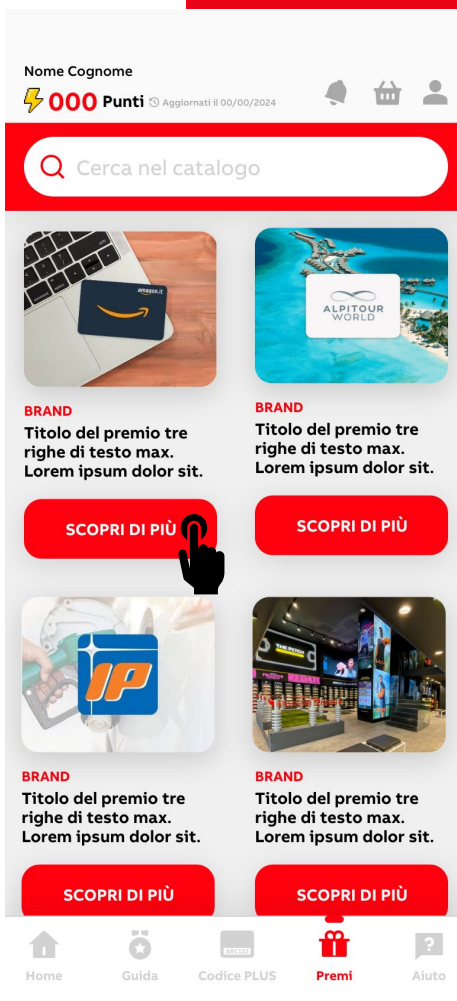 Nome Cognome
000 Punti Aggiornati il 00/00/2024
Cerca nel catalogo
amazon.it
ALPITOUR
WORLD
BRAND
Titolo del premio tre
righe di testo max.
Lorem ipsum dolor sit.
SCOPRI DI PIÙ
BRAND
Titolo del premio tre
righe di testo max.
Lorem ipsum dolor sit.
SCOPRI DI PIÙ
IP
THE PITCH
BRAND
Titolo del premio tre
righe di testo max.
Lorem ipsum dolor sit.
SCOPRI DI PIÙ
BRAND
Titolo del premio tre
righe di testo max.
Lorem ipsum dolor sit.
SCOPRI DI PIÙ
ABC123
Home Guida Codice PLUS Premi Aiuto